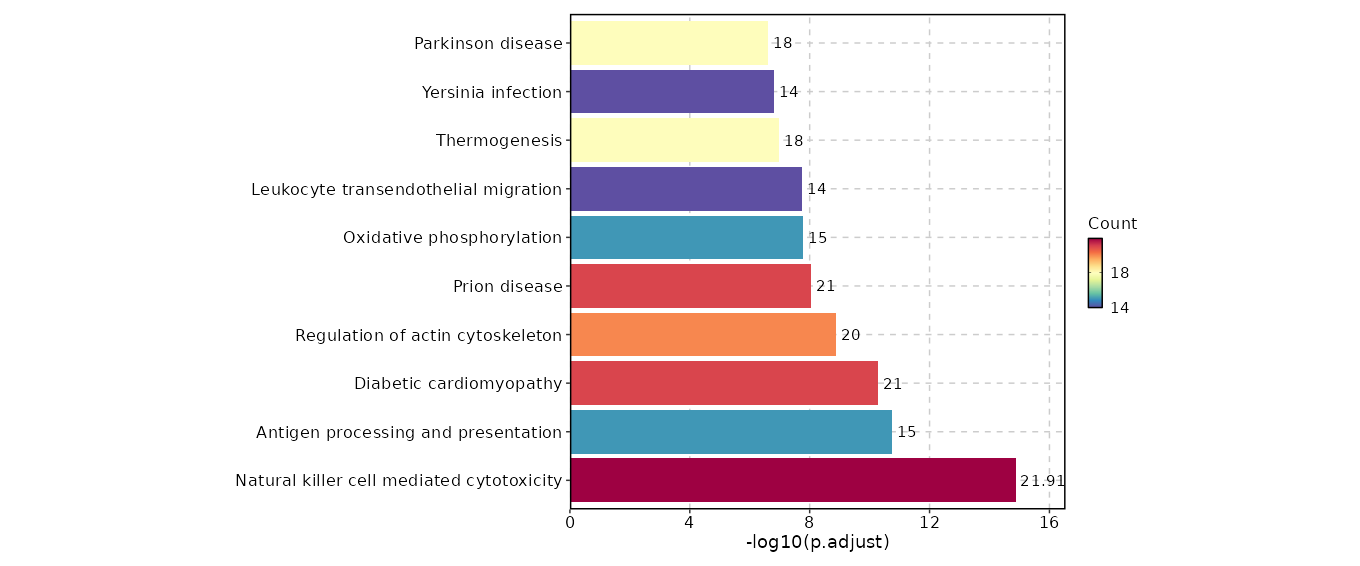 Parkinson disease 18
Yersinia infection 14
Thermogenesis 18
Leukocyte transendothelial migration 14
Oxidative phosphorylation 15
Prion disease 21
Regulation of actin cytoskeleton 20
Diabetic cardiomyopathy 21
Antigen processing and presentation 15
Natural killer cell mediated cytotoxicity 21.91
0 4 8 12 16
-log10(p.adjust)
Count
18
14